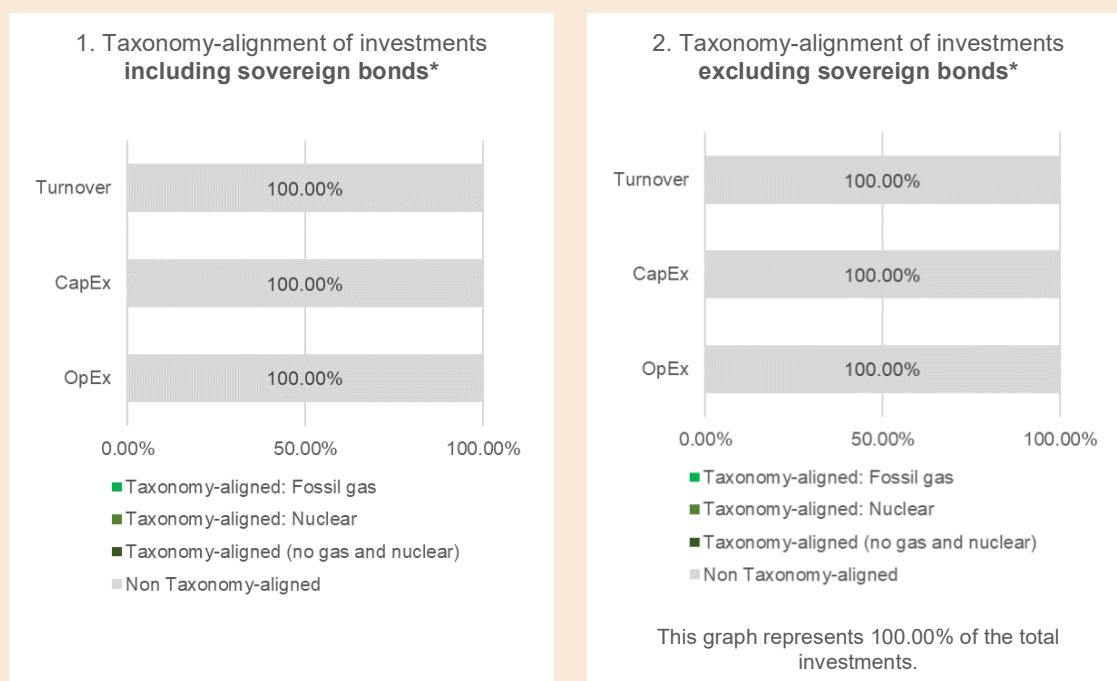 1. Taxonomy-alignment of investments
including sovereign bonds*
Turnover
100.00%
CapEx
100.00%
OpEx
100.00%
0.00%
50.00%
100.00%
Taxonomy-aligned: Fossil gas
Taxonomy-aligned: Nuclear
Taxonomy-aligned (no gas and nuclear)
Non Taxonomy-aligned
2. Taxonomy-alignment of investments
excluding sovereign bonds*
Turnover
100.00%
CapEx
100.00%
OpEx
100.00%
0.00%
50.00%
100.00%
Taxonomy-aligned: Fossil gas
Taxonomy-aligned: Nuclear
Taxonomy-aligned (no gas and nuclear)
Non Taxonomy-aligned
This graph represents 100.00% of the total
investments.